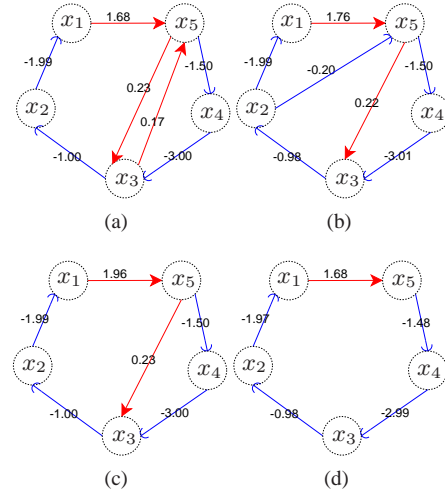 x1 1.68 x5 x1 1.76 x5
-1.99 -1.50 -1.99 -0.20 -1.50
x2 0.23 x4 x2 0.22 x4
0.17
-1.00 x3 -3.00 -0.98 x3 -3.01
(a) (b)
x1 1.96 x5 x1 1.68 x5
-1.99 -1.50 -1.97 -1.48
x2 0.23 x4 x2 x4
-1.00 x3 -3.00 -0.98 x3 -2.99
(c) (d)